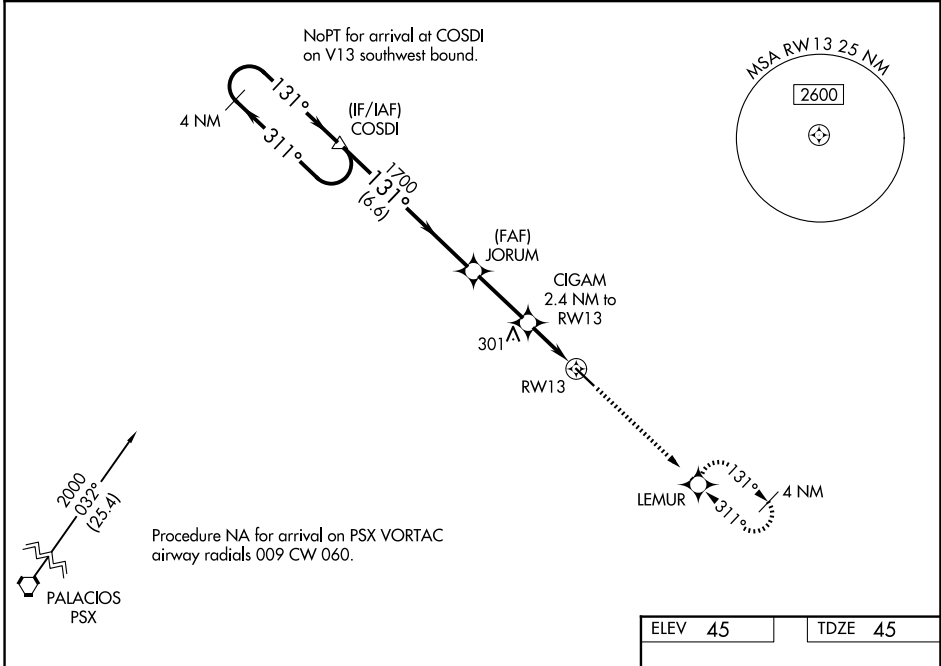 NoPT for arrival at COSDI
on V13 southwest bound.
MSA RW13 25 NM
2600
131°
4 NM
311°
(IF/IAF)
COSDI
1700
131°
(6.6)
(FAF)
JORUM
CIGAM
2.4 NM to
RW13
301
RW13
131°
4 NM
LEMUR
311°
2000
032°
(25.4)
Procedure NA for arrival on PSX VORTAC
airway radials 009 CW 060.
PALACIOS
PSX
ELEV 45
TDZE 45